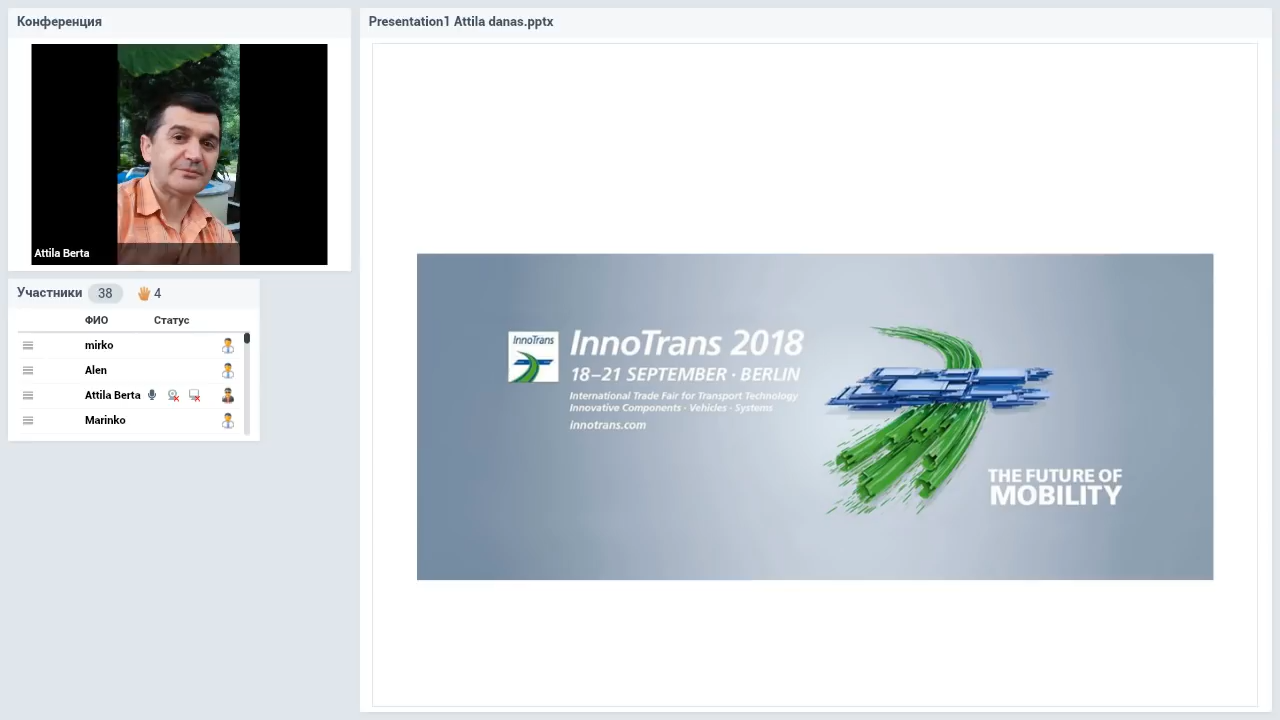 Конференция
Attila Berta
Участники 38 4
ФИО Статус
mirko
Alen
Attila Berta
Marinko
Presentation1 Attila danas.pptx
InnoTrans
InnoTrans 2018
18–21 SEPTEMBER · BERLIN
International Trade Fair for Transport Technology
Innovative Components · Vehicles · Systems
innotrans.com
THE FUTURE OF
MOBILITY